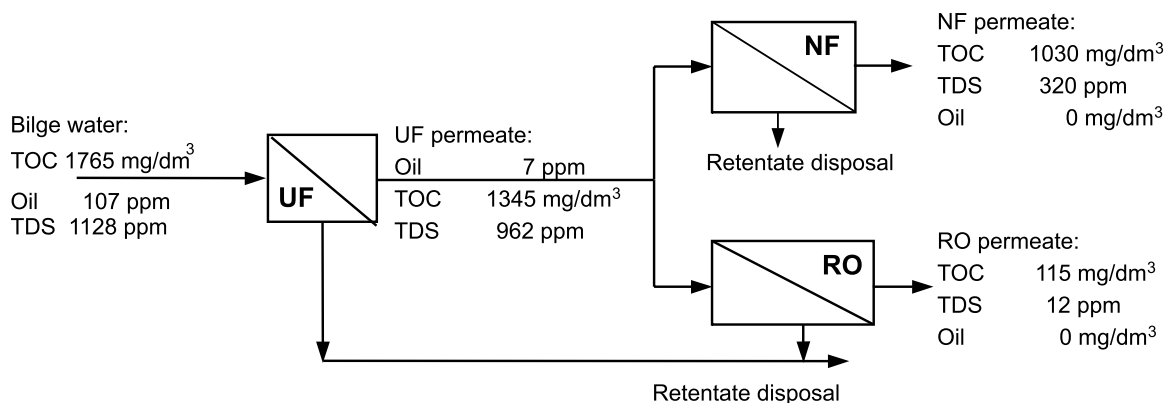 Bilge water:
TOC 1765 mg/dm³
Oil 107 ppm
TDS 1128 ppm
UF
UF permeate:
Oil 7 ppm
TOC 1345 mg/dm³
TDS 962 ppm
NF
Retentate disposal
NF permeate:
TOC 1030 mg/dm³
TDS 320 ppm
Oil 0 mg/dm³
RO
RO permeate:
TOC 115 mg/dm³
TDS 12 ppm
Oil 0 mg/dm³
Retentate disposal